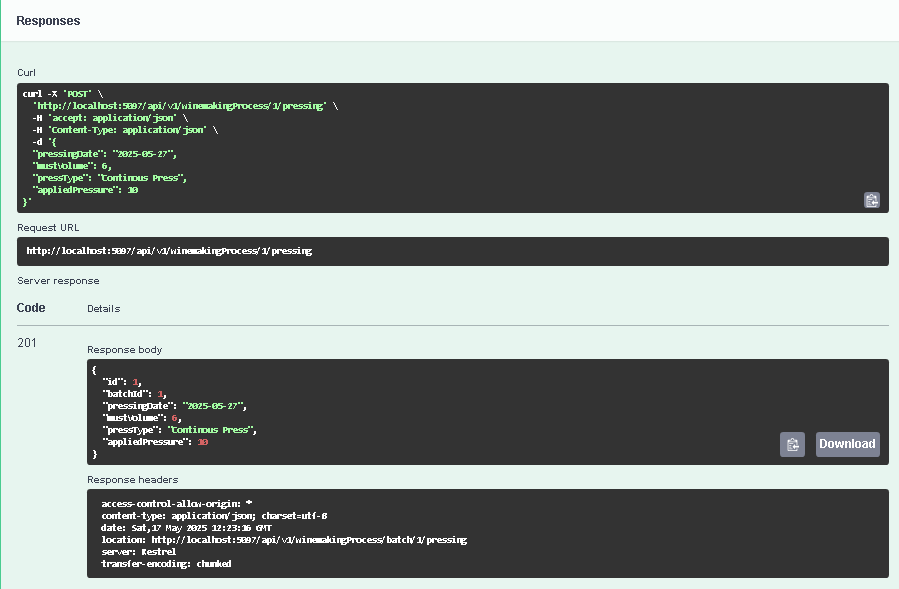 Responses
Curl
curl -X 'POST' \
'http://localhost:5097/api/v1/winemakingProcess/1/pressing' \
-H 'accept: application/json' \
-H 'Content-Type: application/json' \
-d '{
"pressingDate": "2025-05-27",
"mustVolume": 6,
"pressType": "Continous Press",
"appliedPressure": 10
}'
Request URL
http://localhost:5097/api/v1/winemakingProcess/1/pressing
Server response
Code Details
201
Response body
{
"id": 1,
"batchId": 1,
"pressingDate": "2025-05-27",
"mustVolume": 6,
"pressType": "Continous Press",
"appliedPressure": 10
}
Download
Response headers
access-control-allow-origin: *
content-type: application/json; charset=utf-8
date: Sat,17 May 2025 12:23:16 GMT
location: http://localhost:5097/api/v1/winemakingProcess/batch/1/pressing
server: Kestrel
transfer-encoding: chunked